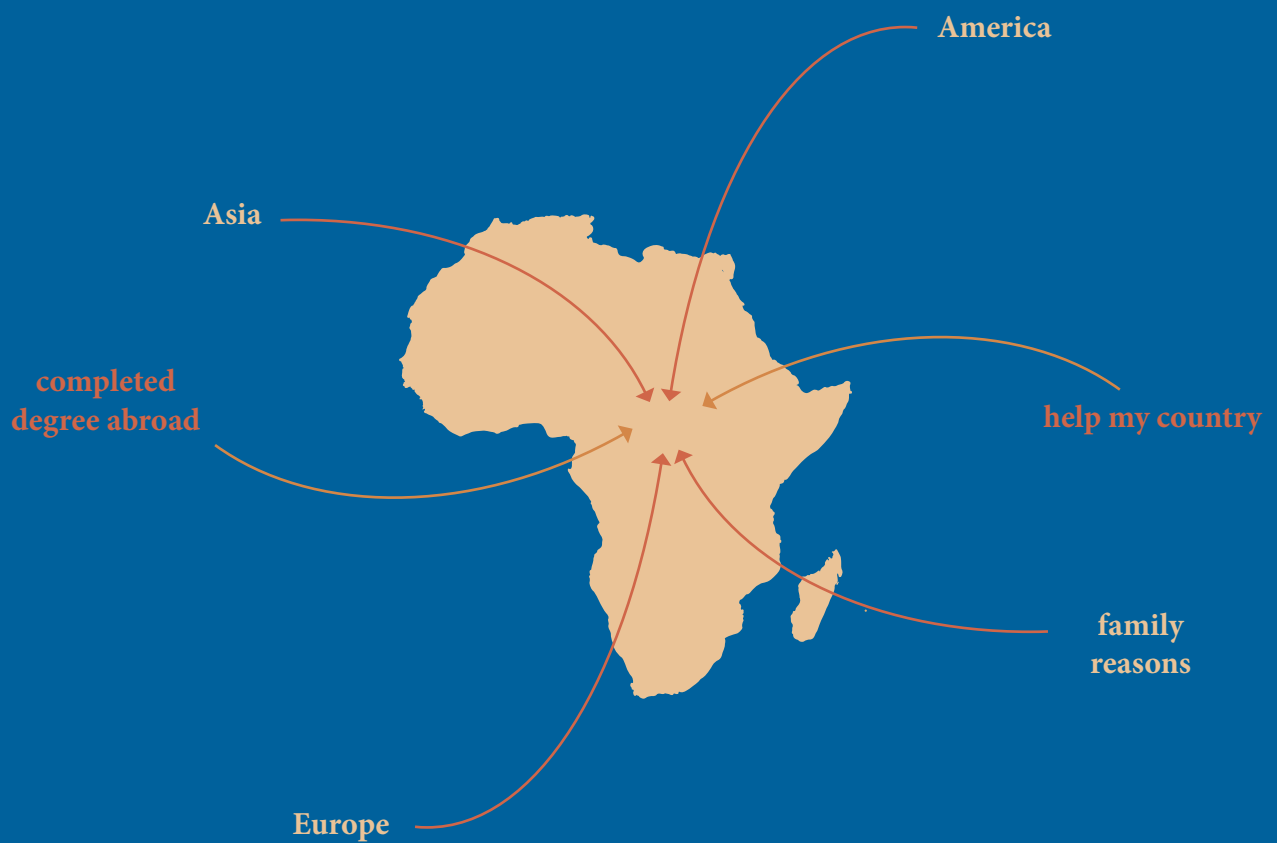 America
Asia
completed
degree abroad
help my country
family
reasons
Europe